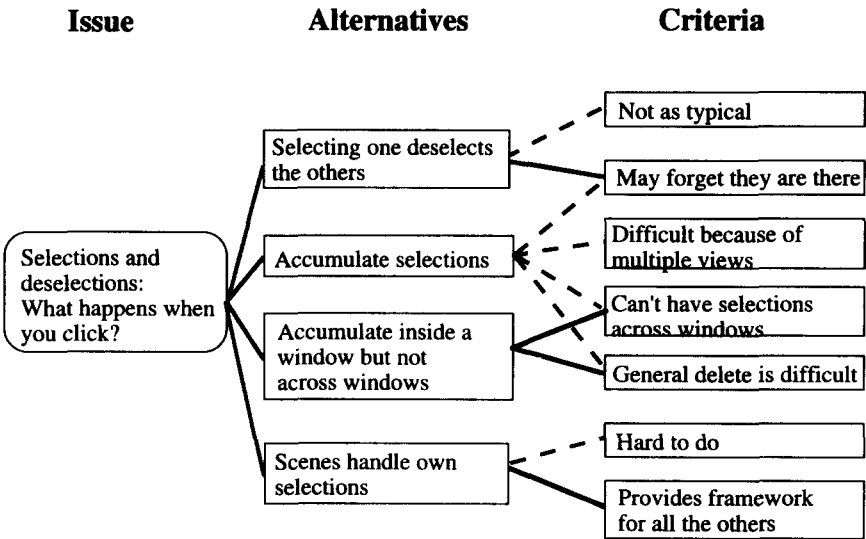 Issue
Alternatives
Criteria
Selections and
deselections:
What happens when
you click?
Selecting one deselects
the others
Accumulate selections
Accumulate inside a
window but not
across windows
Scenes handle own
selections
Not as typical
May forget they are there
Difficult because of
multiple views
Can't have selections
across windows
General delete is difficult
Hard to do
Provides framework
for all the others